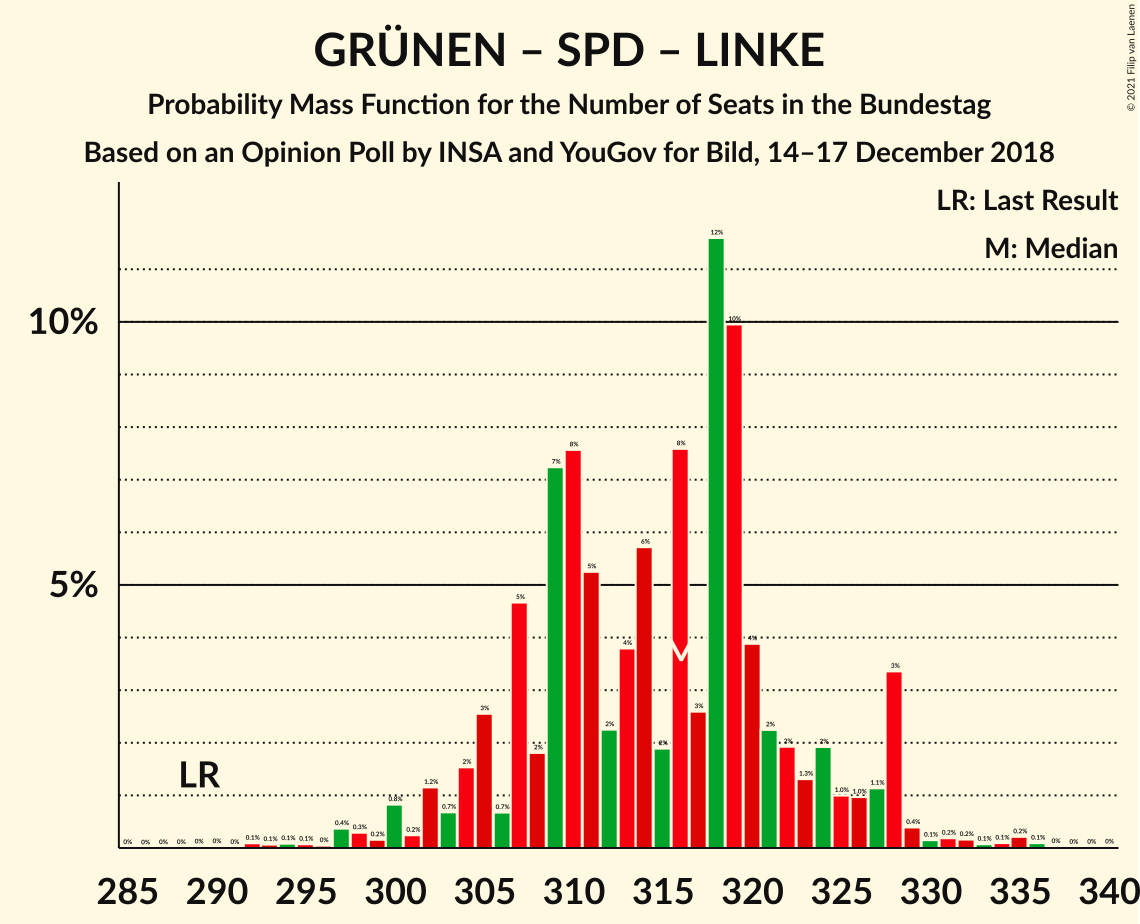 GRÜNEN – SPD – LINKE
Probability Mass Function for the Number of Seats in the Bundestag
Based on an Opinion Poll by INSA and YouGov for Bild, 14–17 December 2018
© 2021 Filip van Laenen
LR: Last Result
M: Median
10%
5%
LR
M
0% 0% 0% 0% 0% 0% 0% 0.1% 0.1% 0.1% 0.1% 0% 0.4% 0.3% 0.2% 0.8% 0.2% 1.2% 0.7% 2% 3% 0.7% 5% 2% 7% 8% 5% 2% 4% 6% 2% 8% 3% 12% 10% 4% 2% 2% 1.3% 2% 1.0% 1.0% 1.1% 3% 0.4% 0.1% 0.2% 0.2% 0.1% 0.1% 0.2% 0.1% 0% 0% 0% 0%
285 290 295 300 305 310 315 320 325 330 335 340